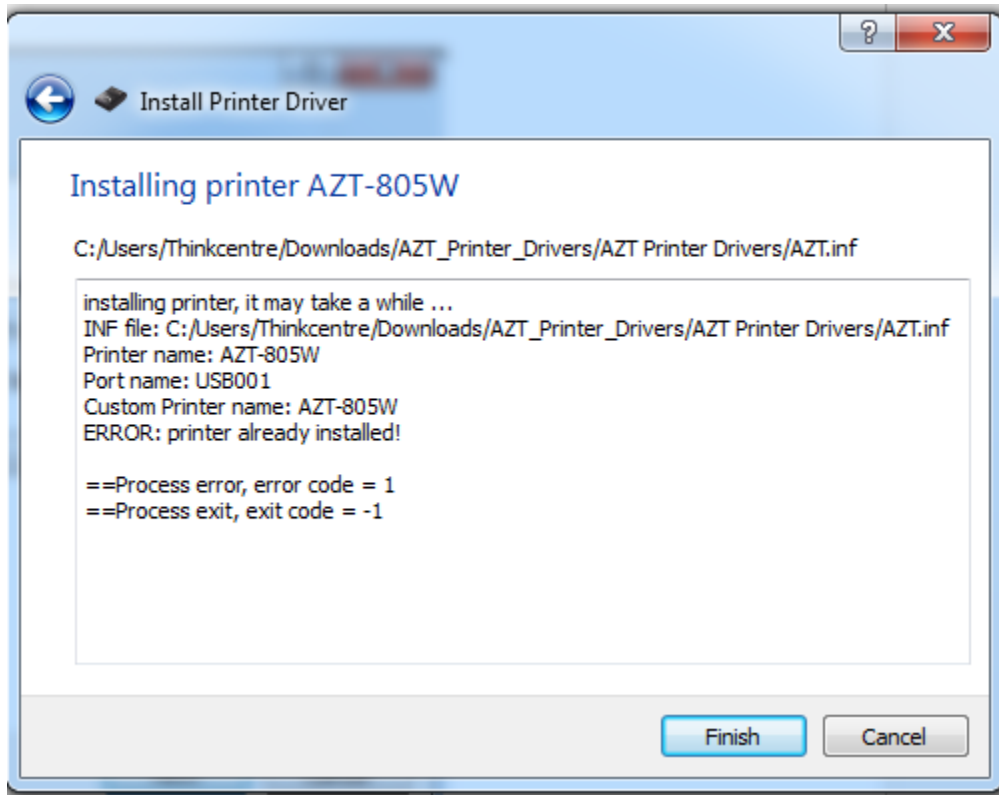 Install Printer Driver
Installing printer AZT-805W
C:/Users/Thinkcentre/Downloads/AZT_Printer_Drivers/AZT Printer Drivers/AZT.inf
installing printer, it may take a while ...
INF file: C:/Users/Thinkcentre/Downloads/AZT_Printer_Drivers/AZT Printer Drivers/AZT.inf
Printer name: AZT-805W
Port name: USB001
Custom Printer name: AZT-805W
ERROR: printer already installed!
==Process error, error code = 1
==Process exit, exit code = -1
Finish Cancel